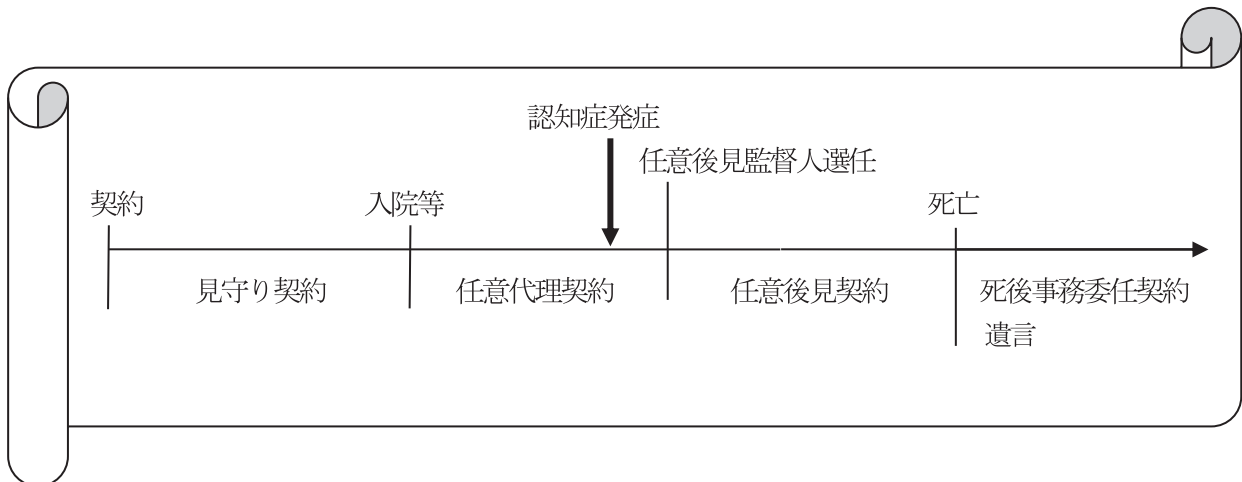 認知症発症
任意後見監督人選任
契約
入院等
死亡
見守り契約
任意代理契約
任意後見契約
死後事務委任契約
遺言